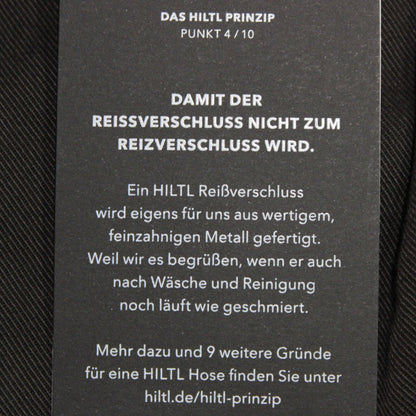 DAS HILTL PRINZIP
PUNKT 4 / 10
DAMIT DER
REISSVERSCHLUSS NICHT ZUM
REIZVERSCHLUSS WIRD.
Ein HILTL Reißverschluss
wird eigens für uns aus wertigem,
feinzahnigen Metall gefertigt.
Weil wir es begrüßen, wenn er auch
nach Wäsche und Reinigung
noch läuft wie geschmiert.
Mehr dazu und 9 weitere Gründe
für eine HILTL Hose finden Sie unter
hiltl.de/hiltl-prinzip